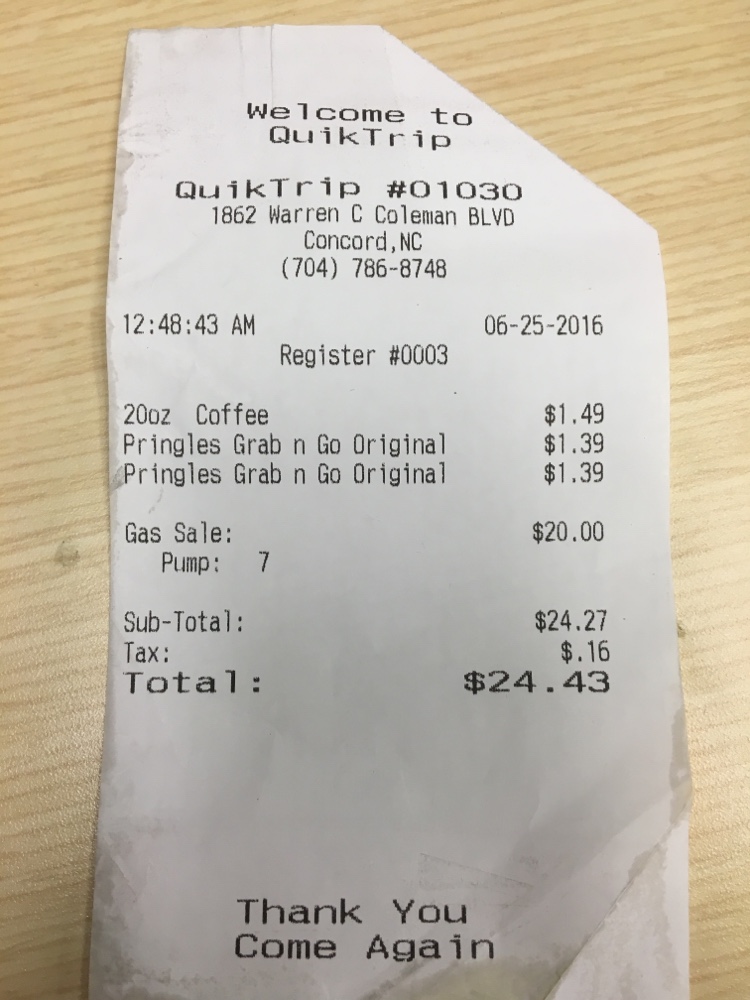 Welcome to
QuikTrip
QuikTrip #01030
1862 Warren C Coleman BLVD
Concord,NC
(704) 786-8748
12:48:43 AM 06-25-2016
Register #0003
20oz Coffee $1.49
Pringles Grab n Go Original $1.39
Pringles Grab n Go Original $1.39
Gas Sale: $20.00
Pump: 7
Sub-Total: $24.27
Tax: $.16
Total: $24.43
Thank You
Come Again